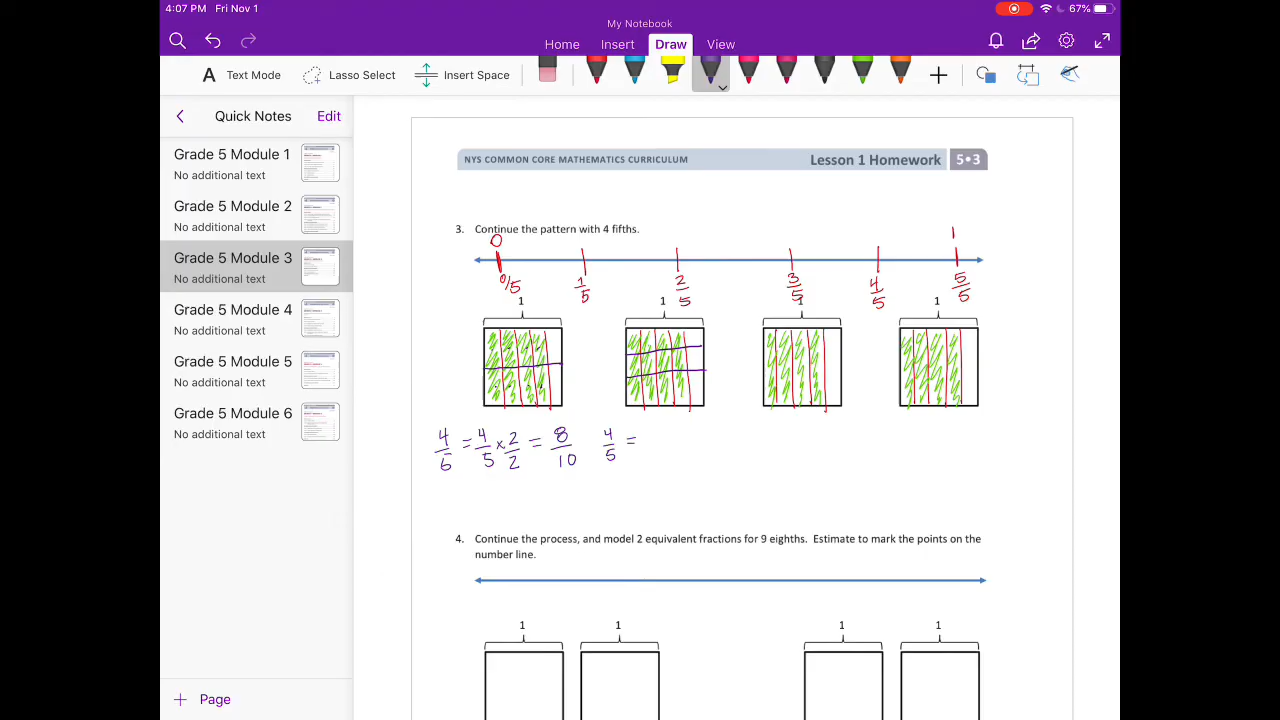 4:07 PM Fri Nov 1
67%
My Notebook
Home Insert Draw View
A Text Mode Lasso Select Insert Space
Quick Notes Edit
Grade 5 Module 1
No additional text
Grade 5 Module 2
No additional text
Grade 5 Module 3
No additional text
Grade 5 Module 4
No additional text
Grade 5 Module 5
No additional text
Grade 5 Module 6
No additional text
+ Page
NYS COMMON CORE MATHEMATICS CURRICULUM Lesson 1 Homework 5•3
3. Continue the pattern with 4 fifths.
0 1
0/5 1/5 2/5 3/5 4/5 5/5
1 1 1
4/5 = 4/5 × 2/2 = 8/10 4/5 =
4. Continue the process, and model 2 equivalent fractions for 9 eighths. Estimate to mark the points on the
number line.
1 1 1 1